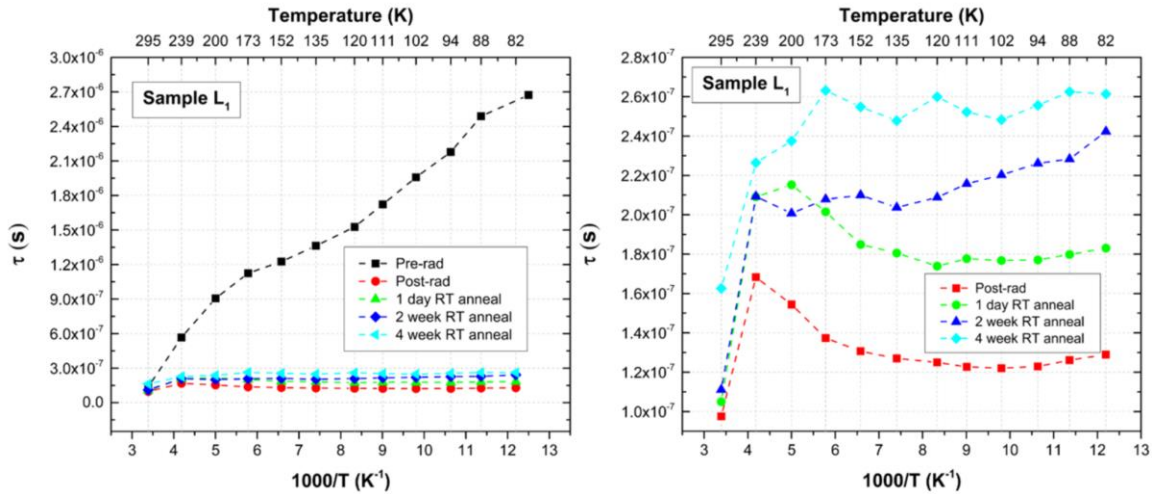 Temperature (K)
295 239 200 173 152 135 120 111 102 94 88 82
3.0x10⁻⁶
2.7x10⁻⁶
2.4x10⁻⁶
2.1x10⁻⁶
1.8x10⁻⁶
1.5x10⁻⁶
1.2x10⁻⁶
9.0x10⁻⁷
6.0x10⁻⁷
3.0x10⁻⁷
0.0
τ (s)
Sample L₁
Pre-rad
Post-rad
1 day RT anneal
2 week RT anneal
4 week RT anneal
3 4 5 6 7 8 9 10 11 12 13
1000/T (K⁻¹)
Temperature (K)
295 239 200 173 152 135 120 111 102 94 88 82
2.8x10⁻⁷
2.6x10⁻⁷
2.4x10⁻⁷
2.2x10⁻⁷
2.0x10⁻⁷
1.8x10⁻⁷
1.6x10⁻⁷
1.4x10⁻⁷
1.2x10⁻⁷
1.0x10⁻⁷
τ (s)
Sample L₁
Post-rad
1 day RT anneal
2 week RT anneal
4 week RT anneal
3 4 5 6 7 8 9 10 11 12 13
1000/T (K⁻¹)